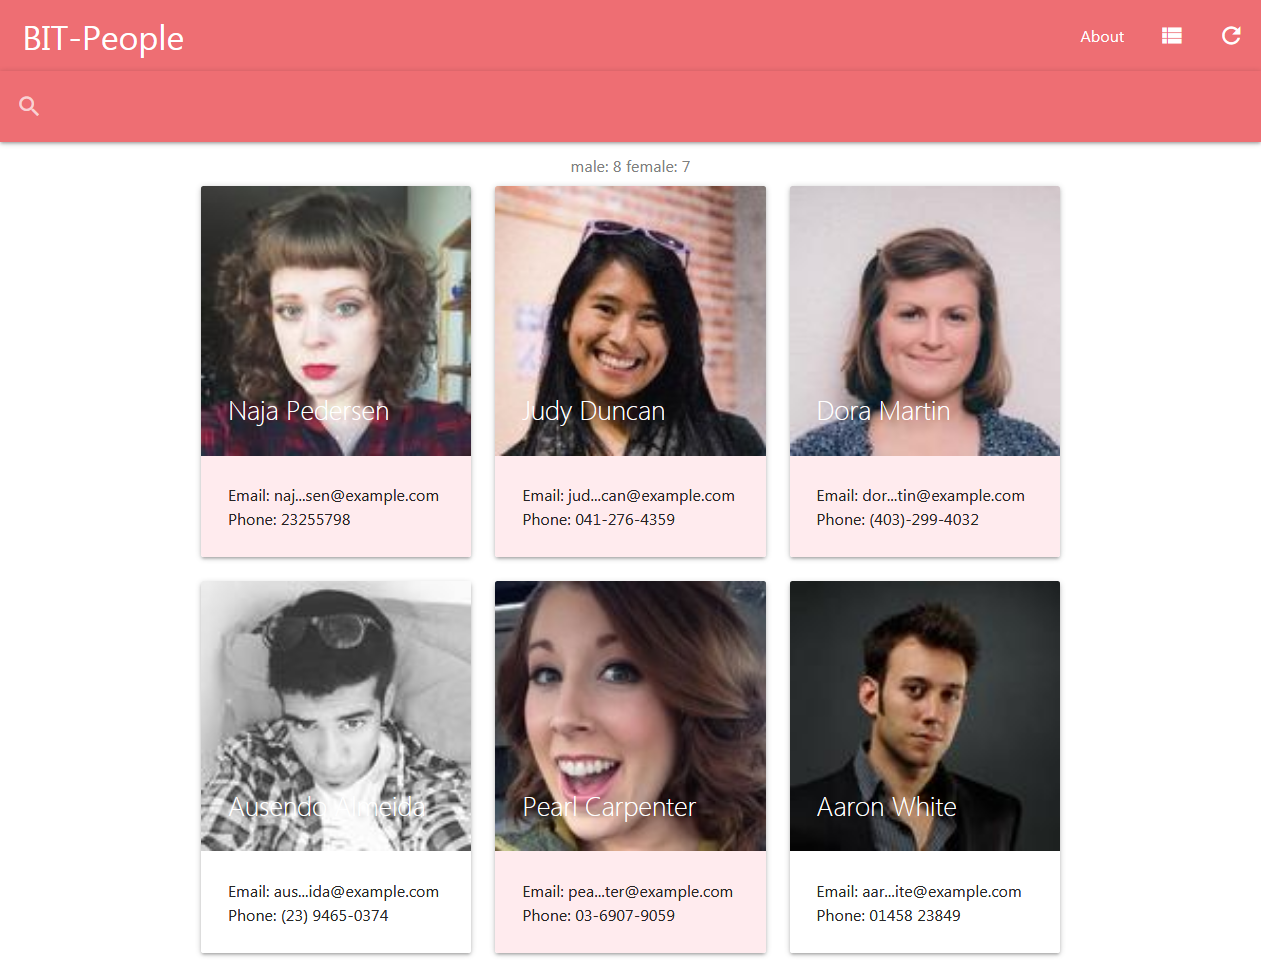 BIT-People
About
male: 8 female: 7
Naja Pedersen
Judy Duncan
Dora Martin
Email: naj...sen@example.com
Phone: 23255798
Email: jud...can@example.com
Phone: 041-276-4359
Email: dor...tin@example.com
Phone: (403)-299-4032
Ausendo Almeida
Pearl Carpenter
Aaron White
Email: aus...ida@example.com
Phone: (23) 9465-0374
Email: pea...ter@example.com
Phone: 03-6907-9059
Email: aar...ite@example.com
Phone: 01458 23849